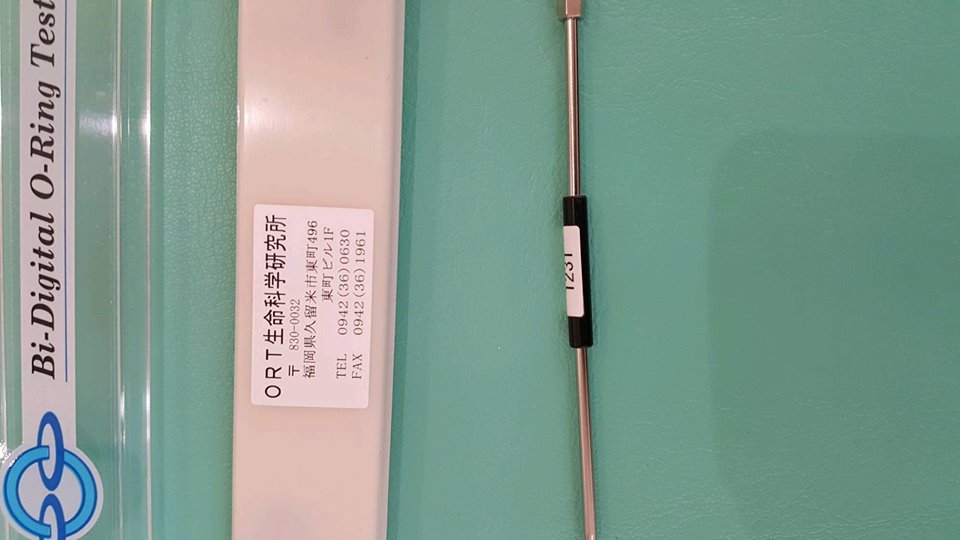 Bi-Digital O-Ring Test
ORT生命科学研究所
〒 830-0032
福岡県久留米市東町496
東町ビル1F
TEL 0942(36)0630
FAX 0942(36)1961
1231